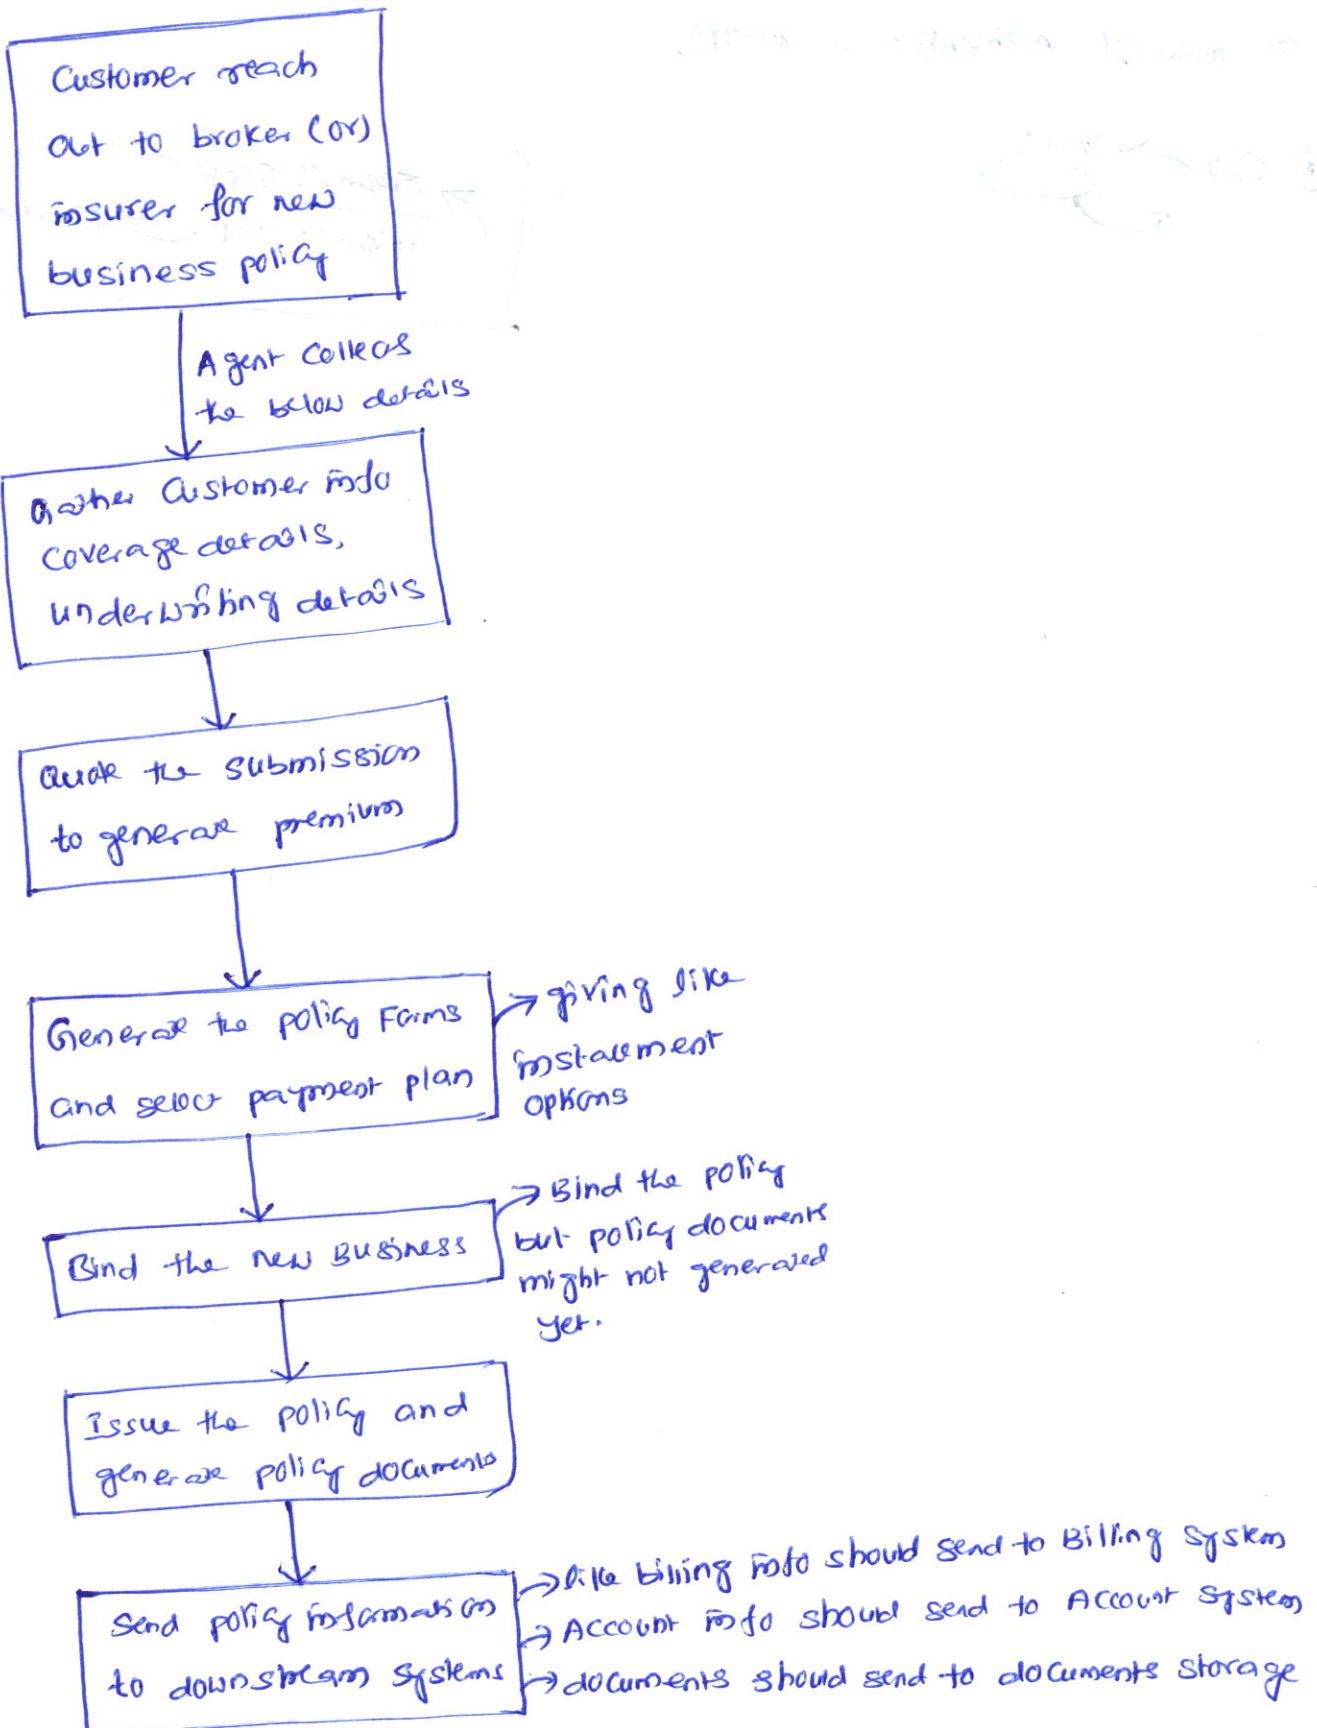 Customer reach
out to broker (or)
insurer for new
business policy
Agent collects
the below details
Gather Customer info
coverage details,
underwriting details
Quote the submission
to generate premium
Generate the policy Forms
and select payment plan
→ giving like
installment
options
Bind the new Business
→ Bind the policy
but policy documents
might not generated
yet.
Issue the policy and
generate policy documents
Send policy information
to downstream systems
→ like billing info should send to Billing system
→ Account info should send to Account system
→ documents should send to documents storage